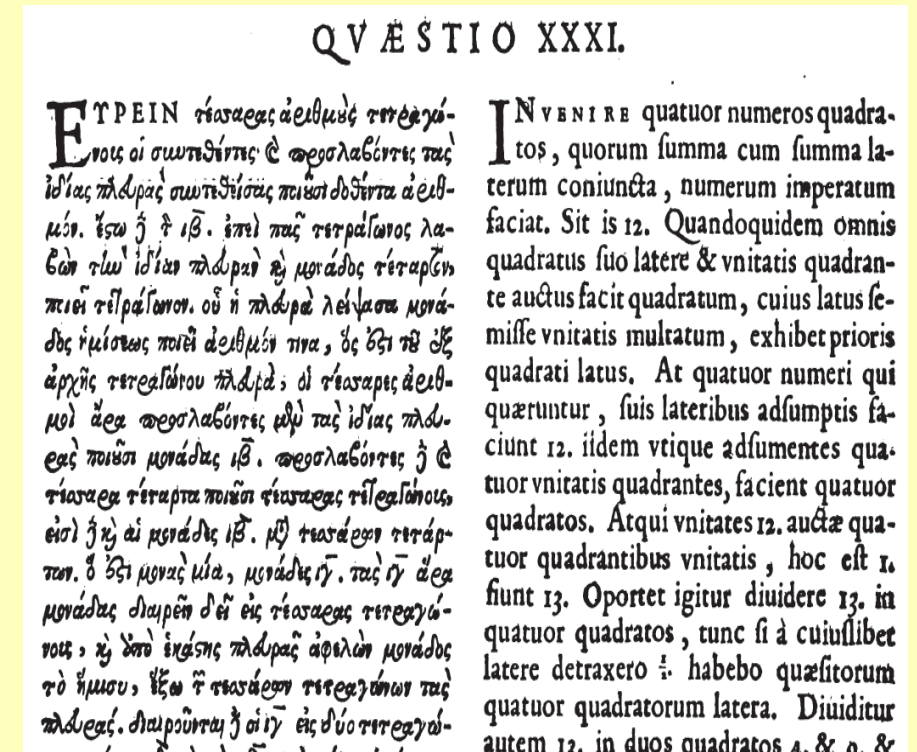 QVÆSTIO XXXI.
ΕΥΡΕΙΝ τέσσαρας ἀριθμοὺς τετραγώ-
νους οἱ συντεθέντες καὶ προσλαβόντες τὰς
ἰδίας πλευρὰς συντεθείσας ποιοῦσι δοθέντα ἀριθ-
μόν. ἔστω δὴ τὸν ιβ̅. ἐπεὶ πᾶς τετράγωνος λα-
βὼν τὴν ἰδίαν πλευρὰν καὶ μονάδος τέταρτον,
ποιεῖ τετράγωνον. οὗ ἡ πλευρὰ λείψασα μονά-
δος ἡμίσεως ποιεῖ ἀριθμόν τινα, ὅς ἐστι τοῦ ἐξ
ἀρχῆς τετραγώνου πλευρά, οἱ τέσσαρες ἀριθ-
μοὶ ἄρα προσλαβόντες μὲν τὰς ἰδίας πλευ-
ρὰς ποιοῦσι μονάδας ιβ̅. προσλαβόντες δὲ καὶ
τέσσαρα τέταρτα ποιοῦσι τέσσαρας τετραγώνους,
εἰσὶ δὲ καὶ αἱ μονάδες ιβ̅. μετὰ τεσσάρων τετάρ-
των. ὅ ἐστι μονὰς μία, μονάδες ιγ̅. τὰς ιγ̅ ἄρα
μονάδας διαιρεῖν δεῖ εἰς τέσσαρας τετραγώ-
νους, καὶ ἀπὸ ἑκάστης πλευρᾶς ἀφελὼν μονάδος
τὸ ἥμισυ, ἕξω τῶν τεσσάρων τετραγώνων τὰς
πλευράς. διαιροῦνται δὲ οἱ ιγ̅ εἰς δύο τετραγώ-
INVENIRE quatuor numeros quadra-
tos, quorum ſumma cum ſumma la-
terum coniuncta, numerum imperatum
faciat. Sit is 12. Quandoquidem omnis
quadratus ſuo latere & vnitatis quadran-
te auctus facit quadratum, cuius latus ſe-
miſſe vnitatis multatum, exhibet prioris
quadrati latus. At quatuor numeri qui
quæruntur, ſuis lateribus adſumptis fa-
ciunt 12. iidem vtique adſumentes qua-
tuor vnitatis quadrantes, facient quatuor
quadratos. Atqui vnitates 12. auctæ qua-
tuor quadrantibus vnitatis, hoc eſt 1.
fiunt 13. Oportet igitur diuidere 13. in
quatuor quadratos, tunc ſi à cuiuſlibet
latere detraxero ½. habebo quæſitorum
quatuor quadratorum latera. Diuiditur
autem 13. in duos quadratos 4. & 9. &